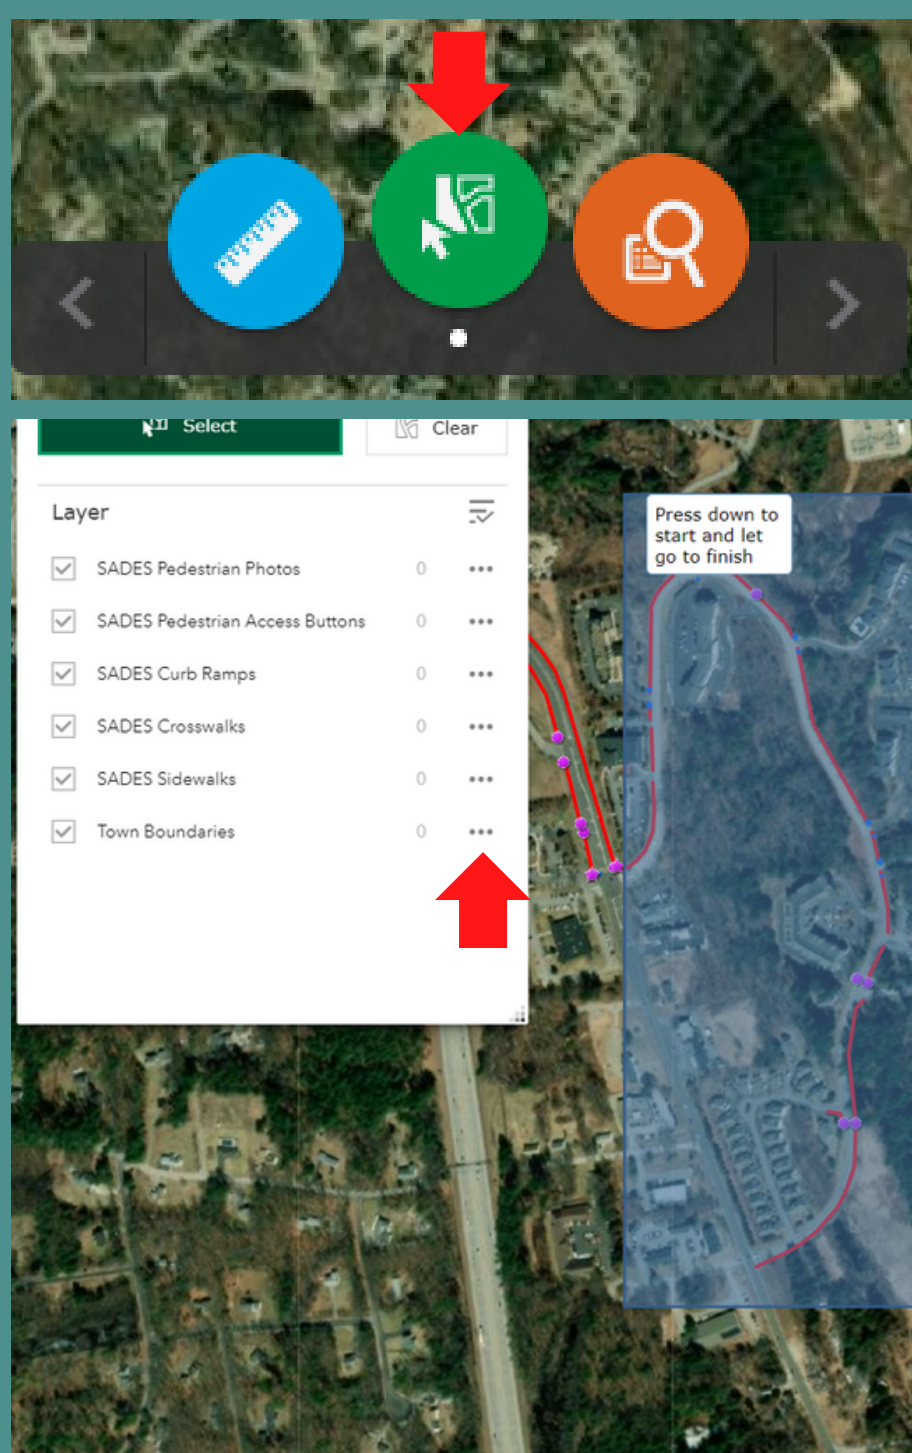 Select
Clear
Layer
SADES Pedestrian Photos 0
SADES Pedestrian Access Buttons 0
SADES Curb Ramps 0
SADES Crosswalks 0
SADES Sidewalks 0
Town Boundaries 0
Press down to
start and let
go to finish